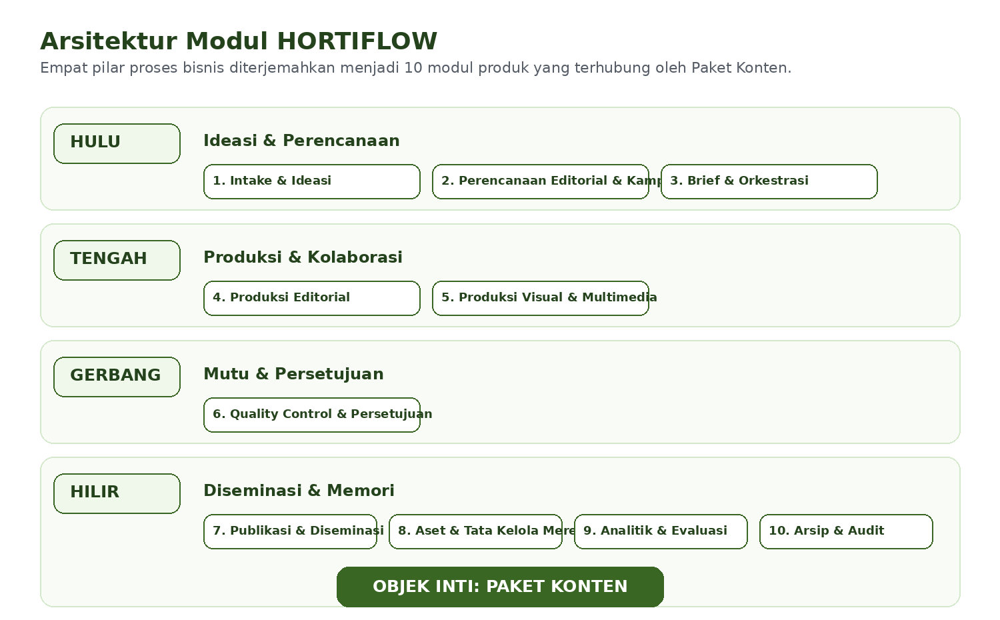 Arsitektur Modul HORTIFLOW
Empat pilar proses bisnis diterjemahkan menjadi 10 modul produk yang terhubung oleh Paket Konten.
HULU
Ideasi & Perencanaan
1. Intake & Ideasi
2. Perencanaan Editorial & Kamp
3. Brief & Orkestrasi
TENGAH
Produksi & Kolaborasi
4. Produksi Editorial
5. Produksi Visual & Multimedia
GERBANG
Mutu & Persetujuan
6. Quality Control & Persetujuan
HILIR
Diseminasi & Memori
7. Publikasi & Diseminasi
8. Aset & Tata Kelola Mere
9. Analitik & Evaluasi
10. Arsip & Audit
OBJEK INTI: PAKET KONTEN